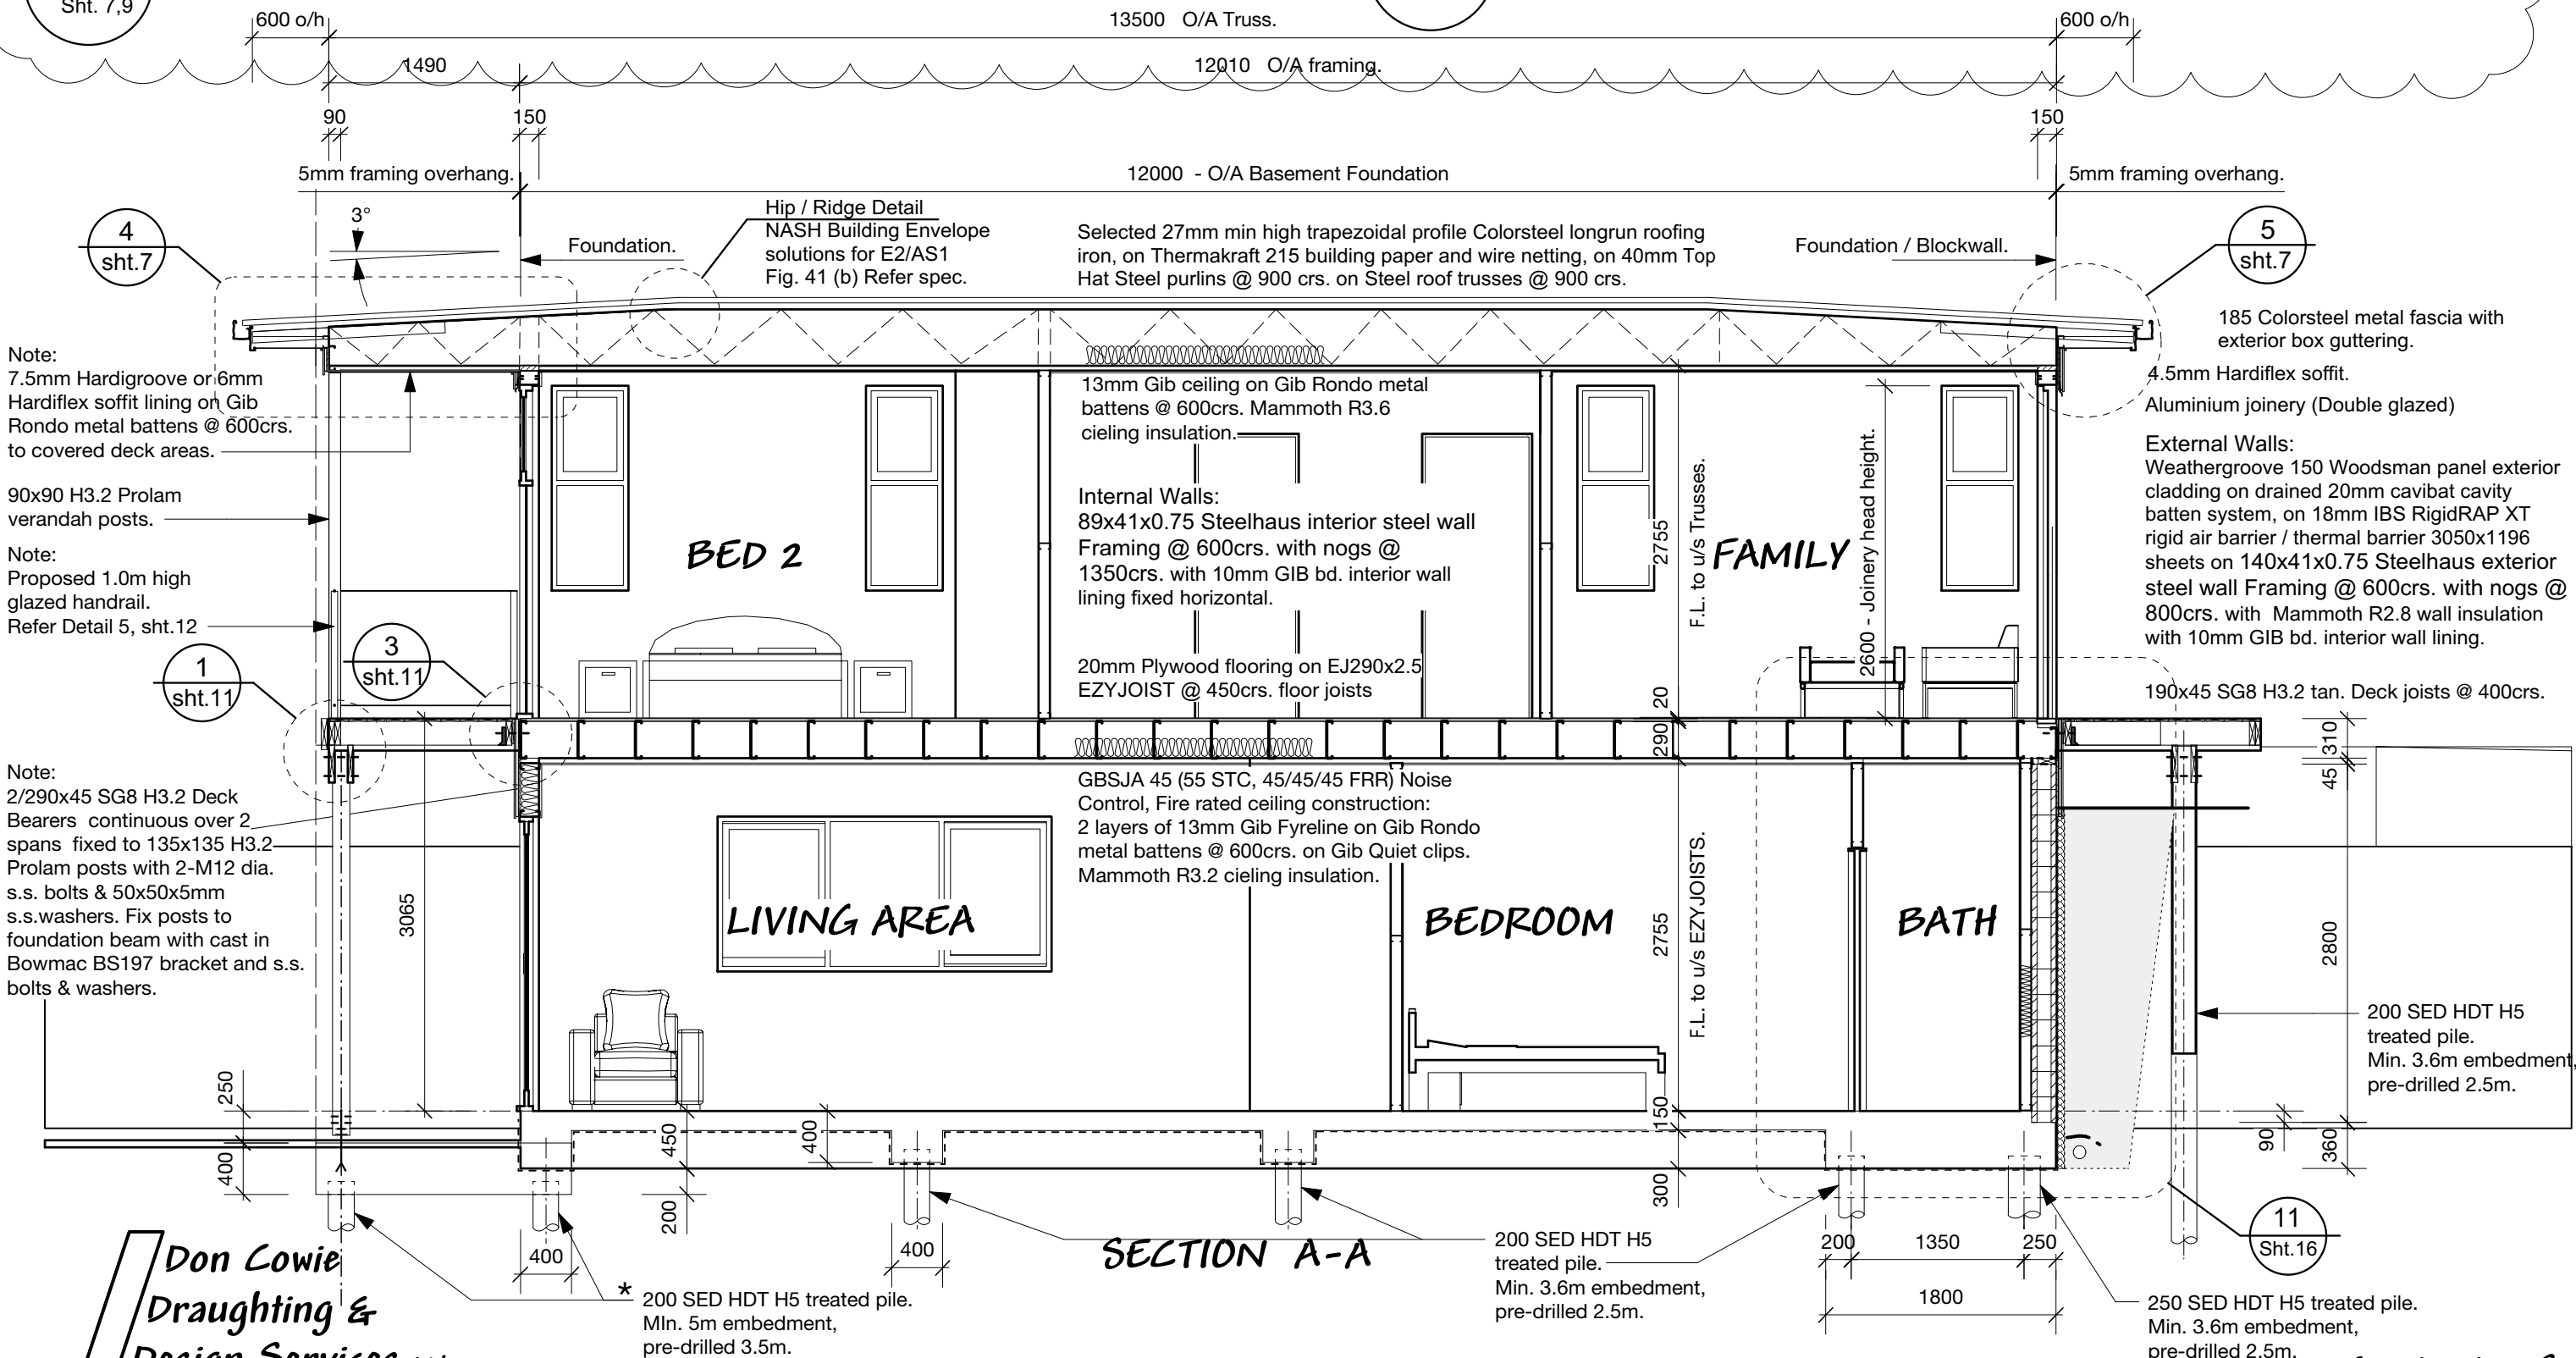 Sht. 7,9
600 o/h
13500 O/A Truss.
600 o/h
1490
12010 O/A framing.
90
150
150
5mm framing overhang.
12000 - O/A Basement Foundation
5mm framing overhang.
4
sht.7
3°
Foundation.
Hip / Ridge Detail
NASH Building Envelope
solutions for E2/AS1
Fig. 41 (b) Refer spec.
Selected 27mm min high trapezoidal profile Colorsteel longrun roofing
iron, on Thermakraft 215 building paper and wire netting, on 40mm Top
Hat Steel purlins @ 900 crs. on Steel roof trusses @ 900 crs.
Foundation / Blockwall.
5
sht.7
185 Colorsteel metal fascia with
exterior box guttering.
4.5mm Hardiflex soffit.
Aluminium joinery (Double glazed)
External Walls:
Weathergroove 150 Woodsman panel exterior
cladding on drained 20mm cavibat cavity
batten system, on 18mm IBS RigidRAP XT
rigid air barrier / thermal barrier 3050x1196
sheets on 140x41x0.75 Steelhaus exterior
steel wall Framing @ 600crs. with nogs @
800crs. with Mammoth R2.8 wall insulation
with 10mm GIB bd. interior wall lining.
190x45 SG8 H3.2 tan. Deck joists @ 400crs.
Note:
7.5mm Hardigroove or 6mm
Hardiflex soffit lining on Gib
Rondo metal battens @ 600crs.
to covered deck areas.
90x90 H3.2 Prolam
verandah posts.
Note:
Proposed 1.0m high
glazed handrail.
Refer Detail 5, sht.12
1
sht.11
3
sht.11
13mm Gib ceiling on Gib Rondo metal
battens @ 600crs. Mammoth R3.6
cieling insulation.
Internal Walls:
89x41x0.75 Steelhaus interior steel wall
Framing @ 600crs. with nogs @
1350crs. with 10mm GIB bd. interior wall
lining fixed horizontal.
20mm Plywood flooring on EJ290x2.5
EZYJOIST @ 450crs. floor joists
BED 2
FAMILY
2755
F.L. to u/s Trusses.
2600 - Joinery head height.
20
290
310
45
Note:
2/290x45 SG8 H3.2 Deck
Bearers continuous over 2
spans fixed to 135x135 H3.2
Prolam posts with 2-M12 dia.
s.s. bolts & 50x50x5mm
s.s.washers. Fix posts to
foundation beam with cast in
Bowmac BS197 bracket and s.s.
bolts & washers.
3065
GBSJA 45 (55 STC, 45/45/45 FRR) Noise
Control, Fire rated ceiling construction:
2 layers of 13mm Gib Fyreline on Gib Rondo
metal battens @ 600crs. on Gib Quiet clips.
Mammoth R3.2 cieling insulation.
LIVING AREA
BEDROOM
BATH
2755
F.L. to u/s EZYJOISTS.
2800
200 SED HDT H5
treated pile.
Min. 3.6m embedment,
pre-drilled 2.5m.
250
400
450
200
400
150
300
90
360
400
400
200
1350
250
1800
11
Sht.16
SECTION A-A
* 200 SED HDT H5 treated pile.
MIn. 5m embedment,
pre-drilled 3.5m.
200 SED HDT H5
treated pile.
Min. 3.6m embedment,
pre-drilled 2.5m.
250 SED HDT H5 treated pile.
Min. 3.6m embedment,
pre-drilled 2.5m.
Don Cowie
Draughting &
Design Services